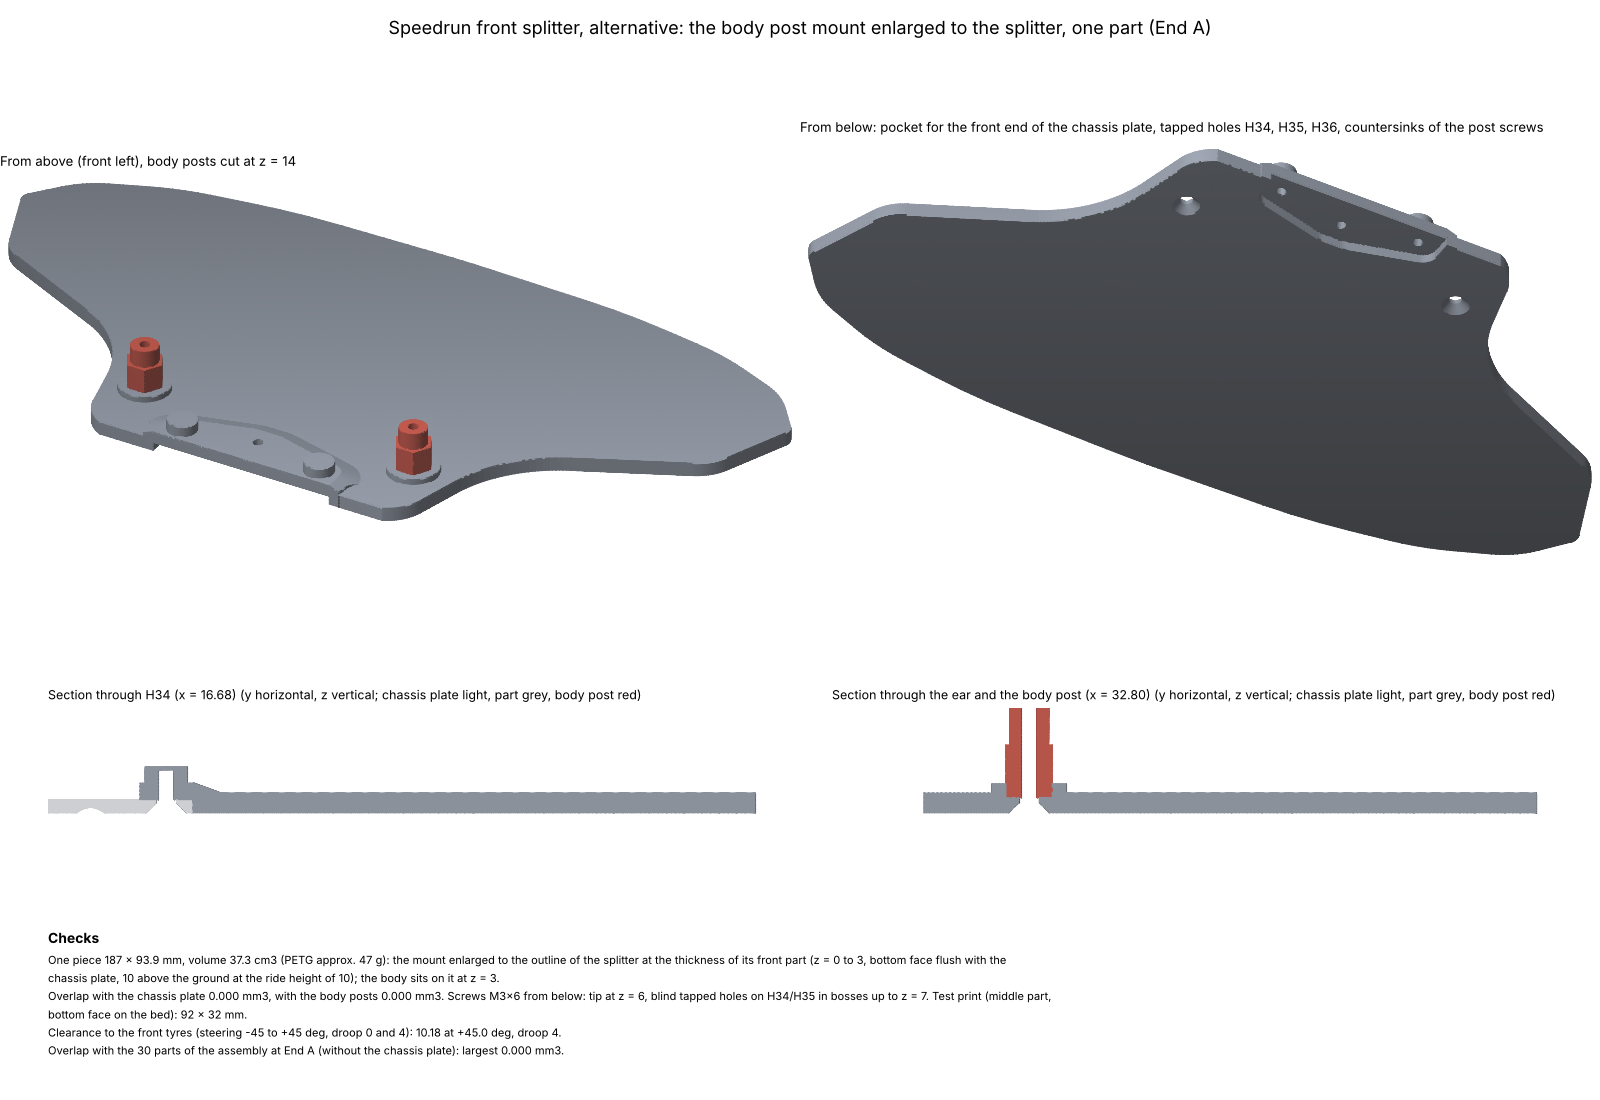 Speedrun front splitter, alternative: the body post mount enlarged to the splitter, one part (End A)
From below: pocket for the front end of the chassis plate, tapped holes H34, H35, H36, countersinks of the post screws
From above (front left), body posts cut at z = 14
Section through H34 (x = 16.68) (y horizontal, z vertical; chassis plate light, part grey, body post red)
Section through the ear and the body post (x = 32.80) (y horizontal, z vertical; chassis plate light, part grey, body post red)
Checks
One piece 187 × 93.9 mm, volume 37.3 cm3 (PETG approx. 47 g): the mount enlarged to the outline of the splitter at the thickness of its front part (z = 0 to 3, bottom face flush with the
chassis plate, 10 above the ground at the ride height of 10); the body sits on it at z = 3.
Overlap with the chassis plate 0.000 mm3, with the body posts 0.000 mm3. Screws M3×6 from below: tip at z = 6, blind tapped holes on H34/H35 in bosses up to z = 7. Test print (middle part,
bottom face on the bed): 92 × 32 mm.
Clearance to the front tyres (steering -45 to +45 deg, droop 0 and 4): 10.18 at +45.0 deg, droop 4.
Overlap with the 30 parts of the assembly at End A (without the chassis plate): largest 0.000 mm3.